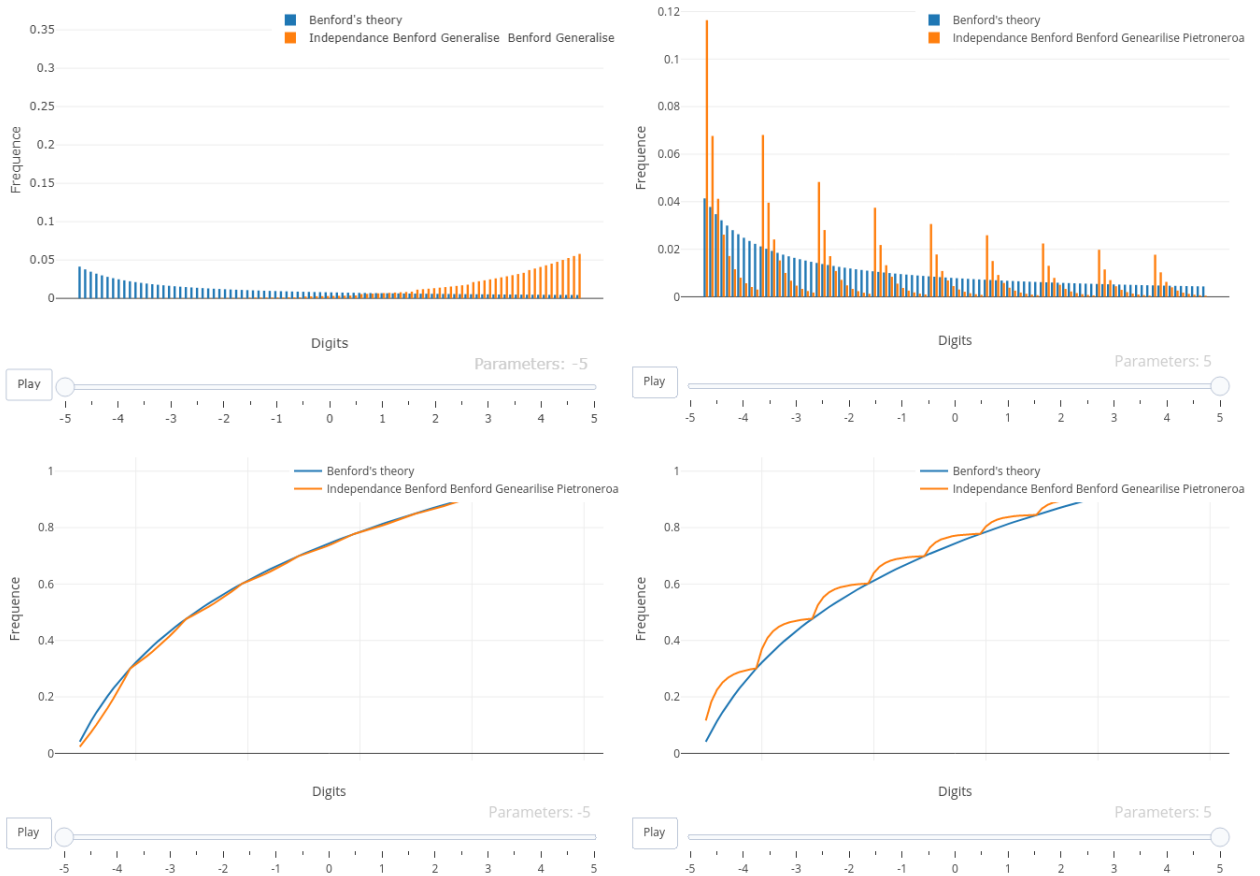 Benford's theory
Independance Benford Generalise Benford Generalise
0.35
0.3
0.25
0.2
0.15
0.1
0.05
0
Frequence
Digits
Parameters: -5
Play
-5 -4 -3 -2 -1 0 1 2 3 4 5
Benford's theory
Independance Benford Benford Genearilise Pietroneroa
0.12
0.1
0.08
0.06
0.04
0.02
0
Frequence
Digits
Parameters: 5
Play
-5 -4 -3 -2 -1 0 1 2 3 4 5
Benford's theory
Independance Benford Benford Genearilise Pietroneroa
1
0.8
0.6
0.4
0.2
0
Frequence
Digits
Parameters: -5
Play
-5 -4 -3 -2 -1 0 1 2 3 4 5
Benford's theory
Independance Benford Benford Genearilise Pietroneroa
1
0.8
0.6
0.4
0.2
0
Frequence
Digits
Parameters: 5
Play
-5 -4 -3 -2 -1 0 1 2 3 4 5